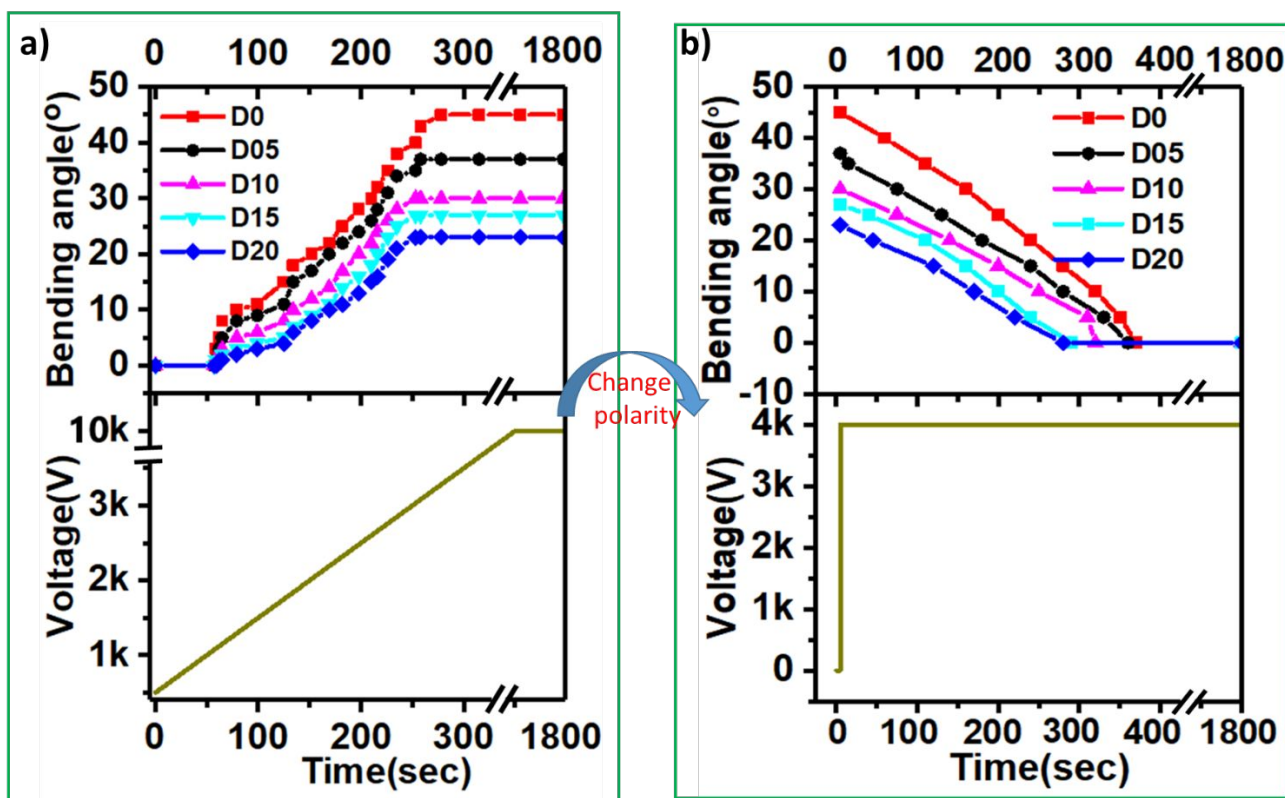 a)
0 100 200 300 1800
50
40
30
20
10
0
Bending angle(º)
D0
D05
D10
D15
D20
10k
3k
2k
1k
Voltage(V)
0 100 200 300 1800
Time(sec)
Change
polarity
b)
0 100 200 300 400 1800
50
40
30
20
10
0
-10
Bending angle(°)
D0
D05
D10
D15
D20
4k
3k
2k
1k
0
Voltage(V)
0 100 200 300 400 1800
Time(sec)